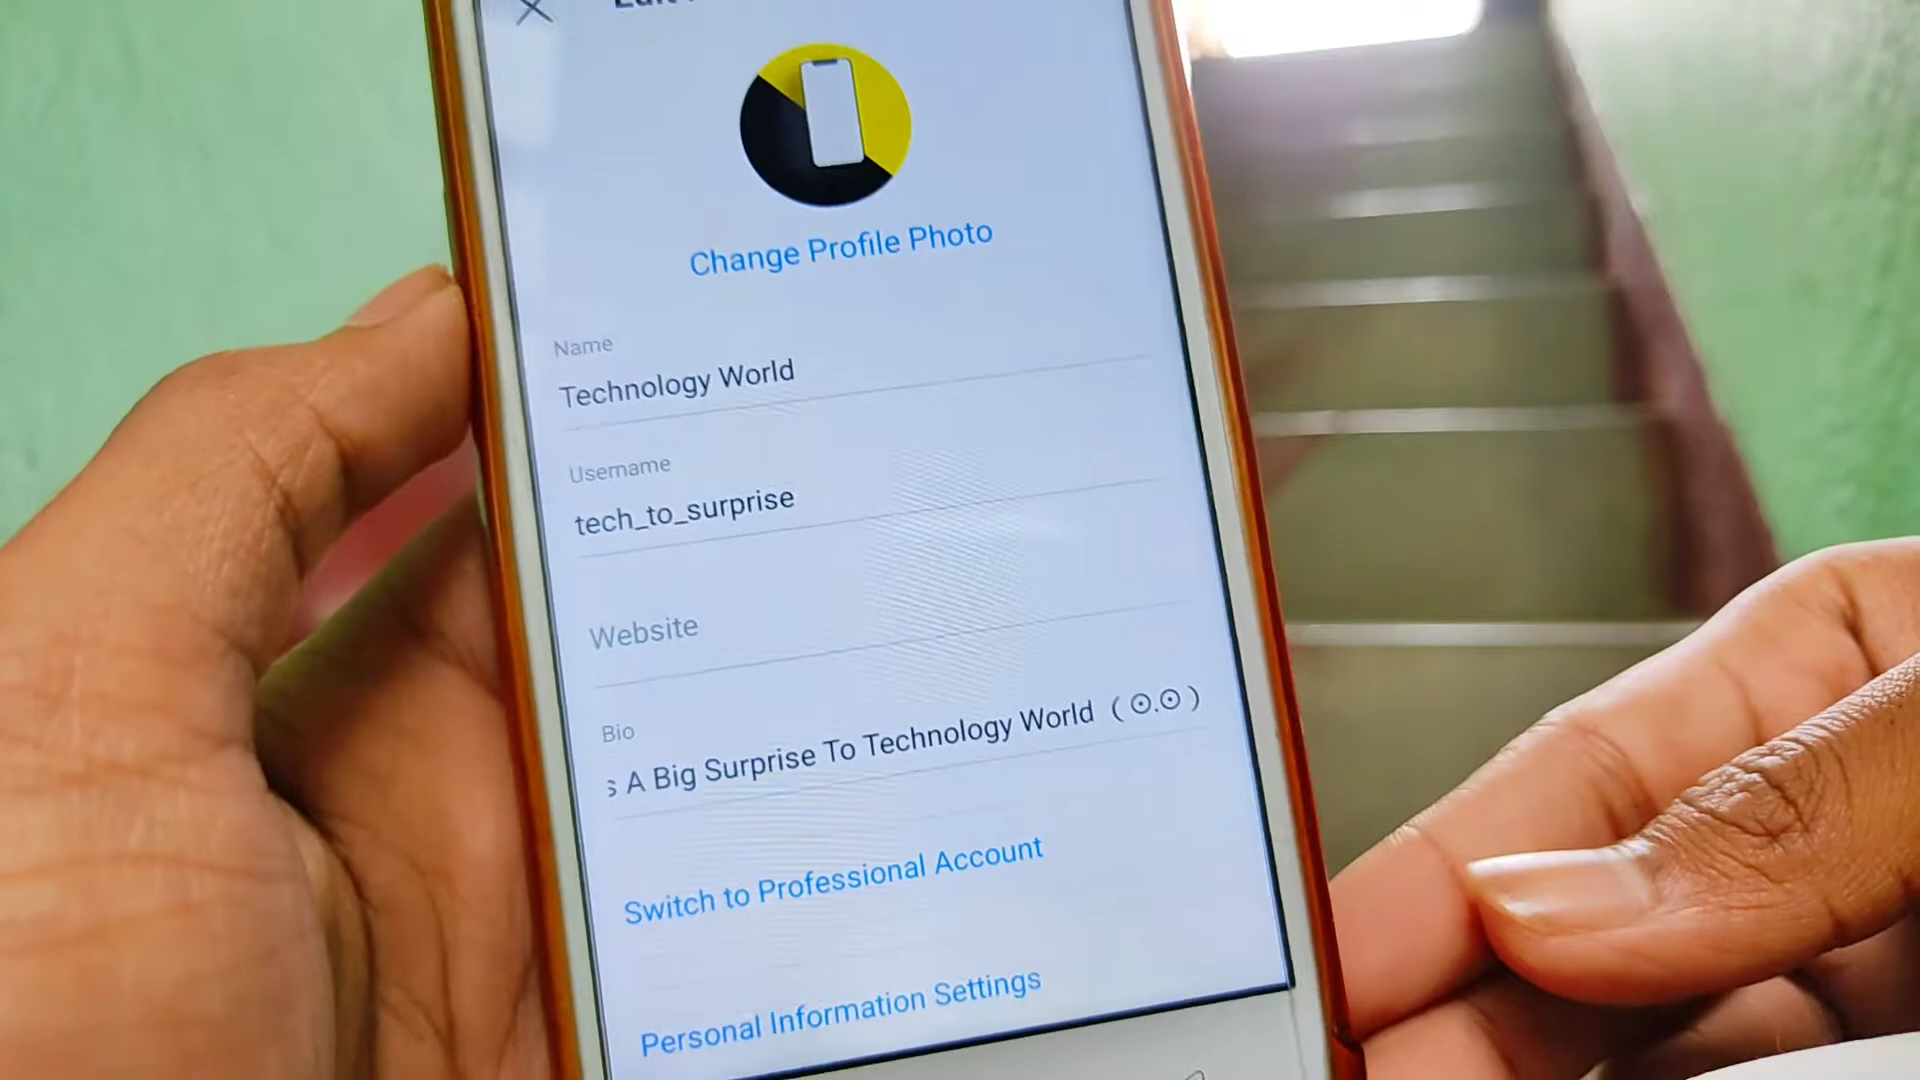 Change Profile Photo
Name
Technology World
Username
tech_to_surprise
Website
Bio
s A Big Surprise To Technology World ( ⊙.⊙ )
Switch to Professional Account
Personal Information Settings